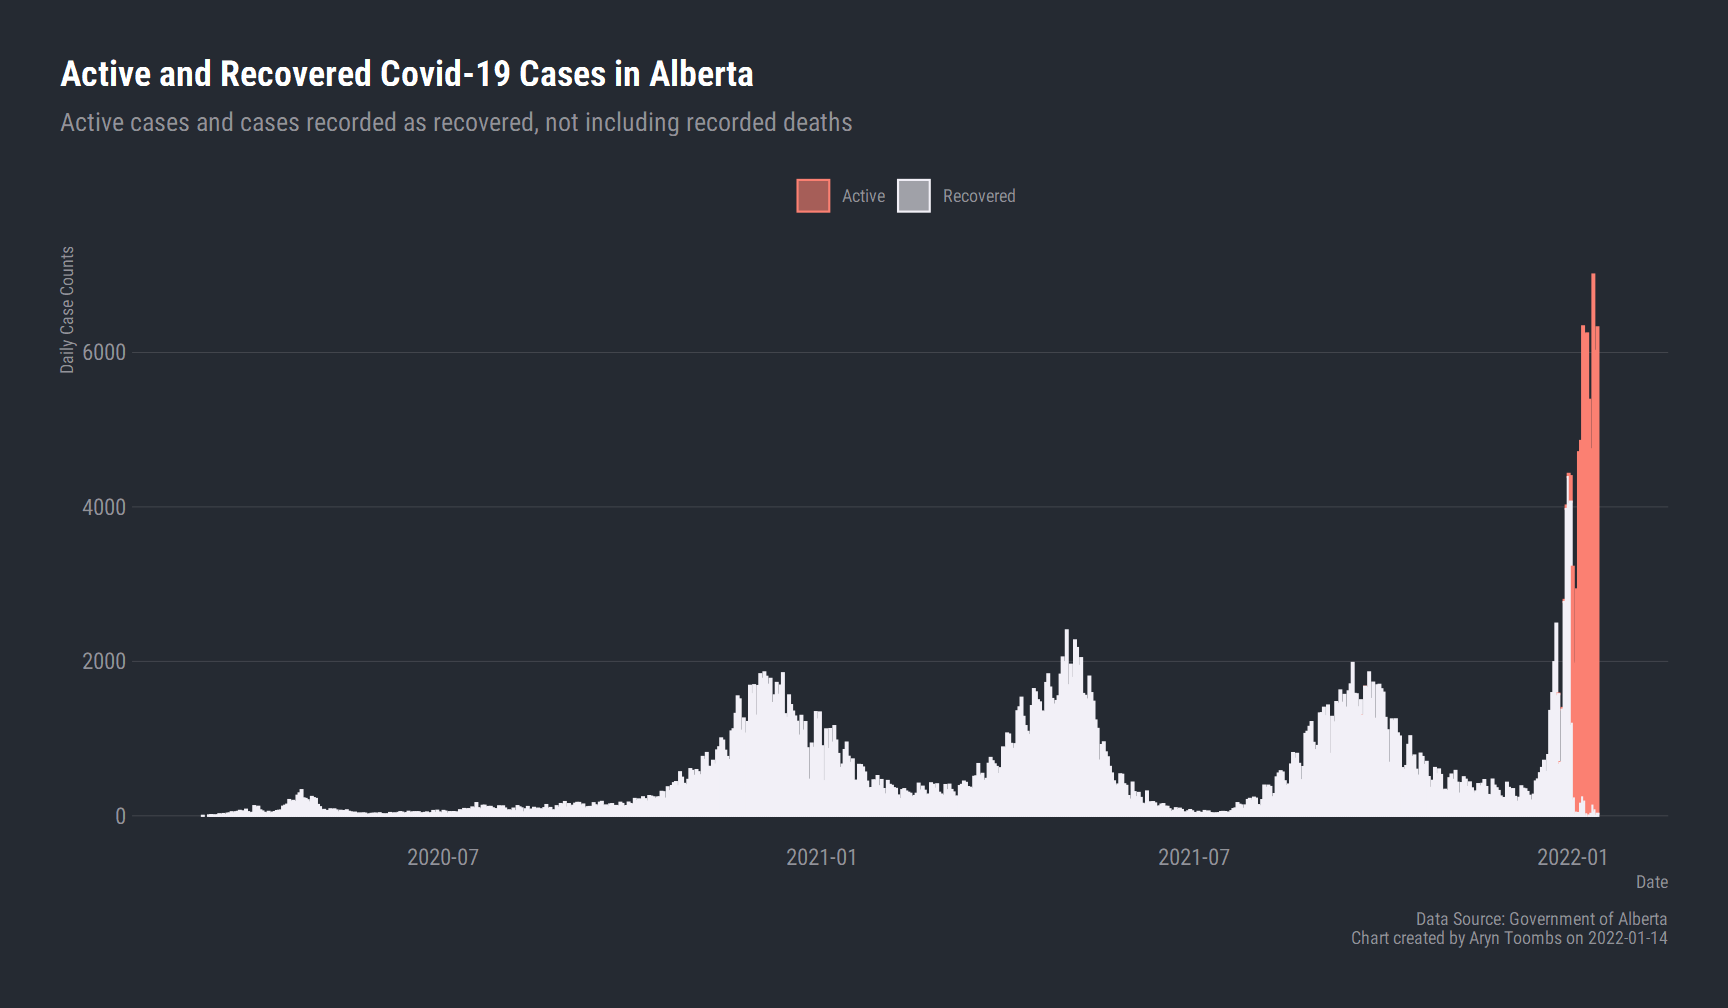 Active and Recovered Covid-19 Cases in Alberta
Active cases and cases recorded as recovered, not including recorded deaths
Active
Recovered
Daily Case Counts
6000
4000
2000
0
2020-07
2021-01
2021-07
2022-01
Date
Data Source: Government of Alberta
Chart created by Aryn Toombs on 2022-01-14